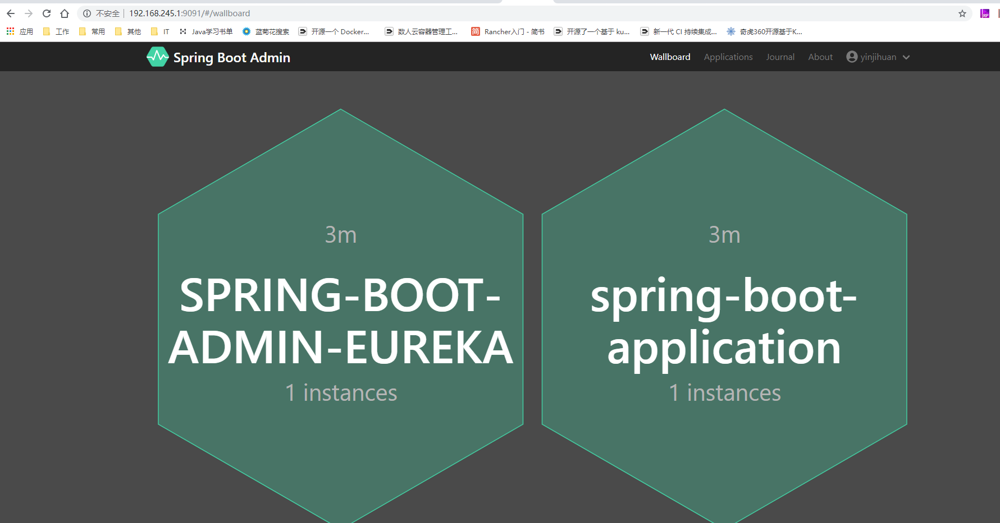 不安全 192.168.245.1:9091/#/wallboard
应用 工作 常用 其他 IT Java学习书单 蓝菊花搜索 开源一个 Docker... 数人云容器管理工... Rancher入门 - 简书 开源了一个基于 ku... 新一代 CI 持续集成... 奇虎360开源基于K...
Spring Boot Admin Wallboard Applications Journal About yinjihuan
3m
SPRING-BOOT-
ADMIN-EUREKA
1 instances
3m
spring-boot-
application
1 instances